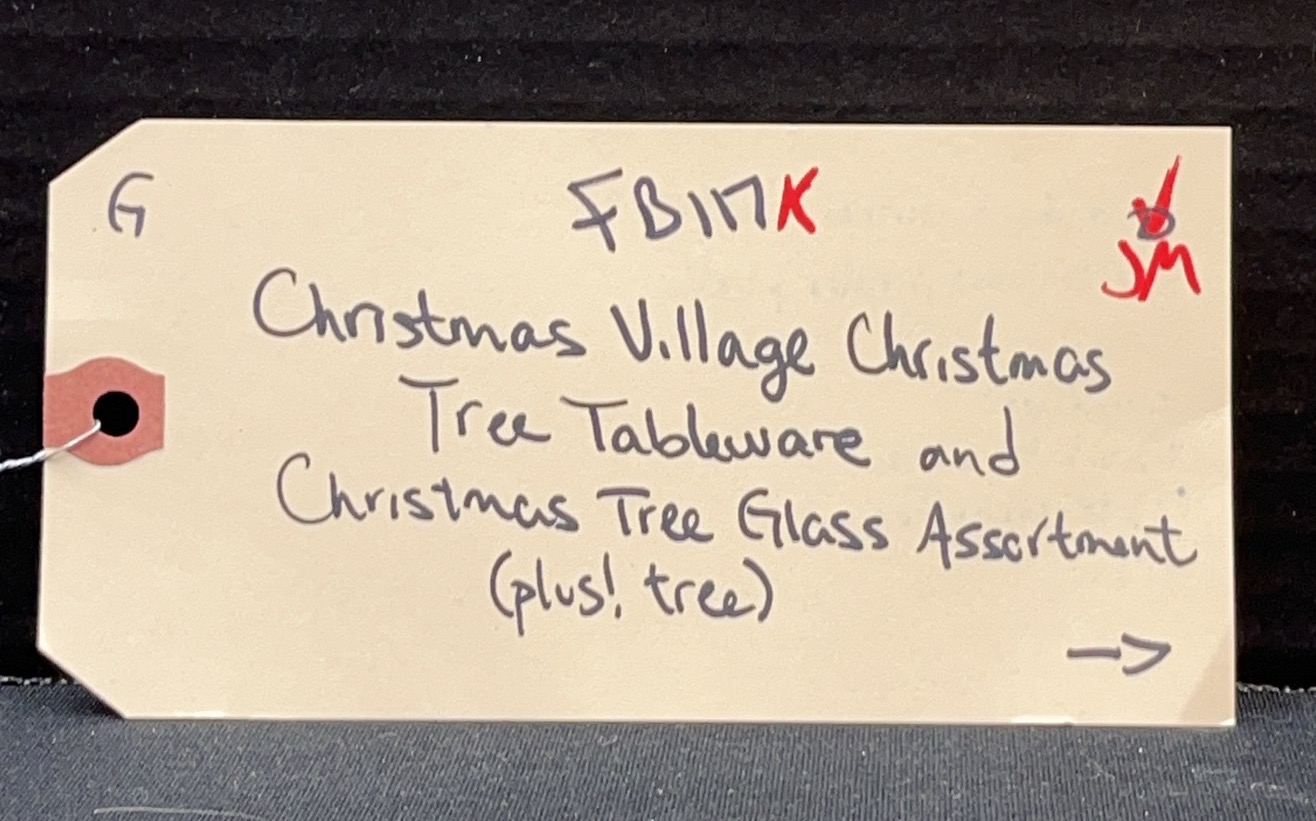 G FB117K
JM
Christmas Village Christmas
Tree Tableware and
Christmas Tree Glass Assortment
(plus! tree)
→